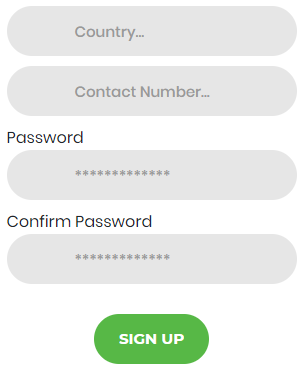 Country...
Contact Number...
Password
*************
Confirm Password
*************
SIGN UP